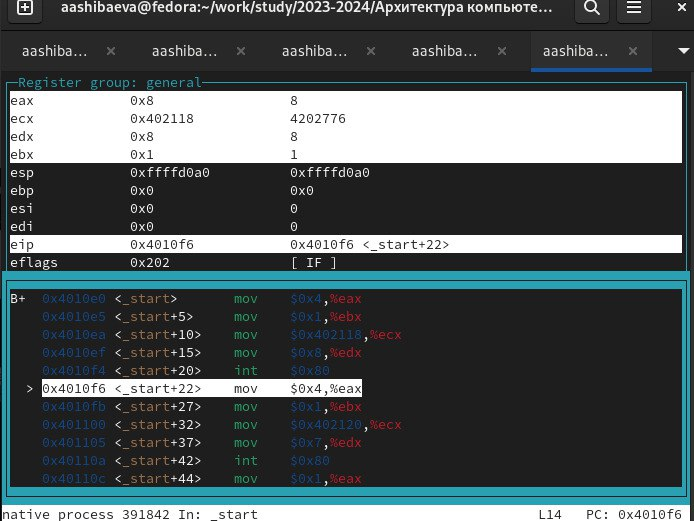 aashibaeva@fedora:~/work/study/2023-2024/Архитектура компьюте...
aashiba... × aashiba... × aashiba... × aashiba... × aashiba... ×
Register group: general
eax 0x8 8
ecx 0x402118 4202776
edx 0x8 8
ebx 0x1 1
esp 0xffffd0a0 0xffffd0a0
ebp 0x0 0x0
esi 0x0 0
edi 0x0 0
eip 0x4010f6 0x4010f6 <_start+22>
eflags 0x202 [ IF ]
B+ 0x4010e0 <_start> mov $0x4,%eax
0x4010e5 <_start+5> mov $0x1,%ebx
0x4010ea <_start+10> mov $0x402118,%ecx
0x4010ef <_start+15> mov $0x8,%edx
0x4010f4 <_start+20> int $0x80
> 0x4010f6 <_start+22> mov $0x4,%eax
0x4010fb <_start+27> mov $0x1,%ebx
0x401100 <_start+32> mov $0x402120,%ecx
0x401105 <_start+37> mov $0x7,%edx
0x40110a <_start+42> int $0x80
0x40110c <_start+44> mov $0x1,%eax
native process 391842 In: _start L14 PC: 0x4010f6